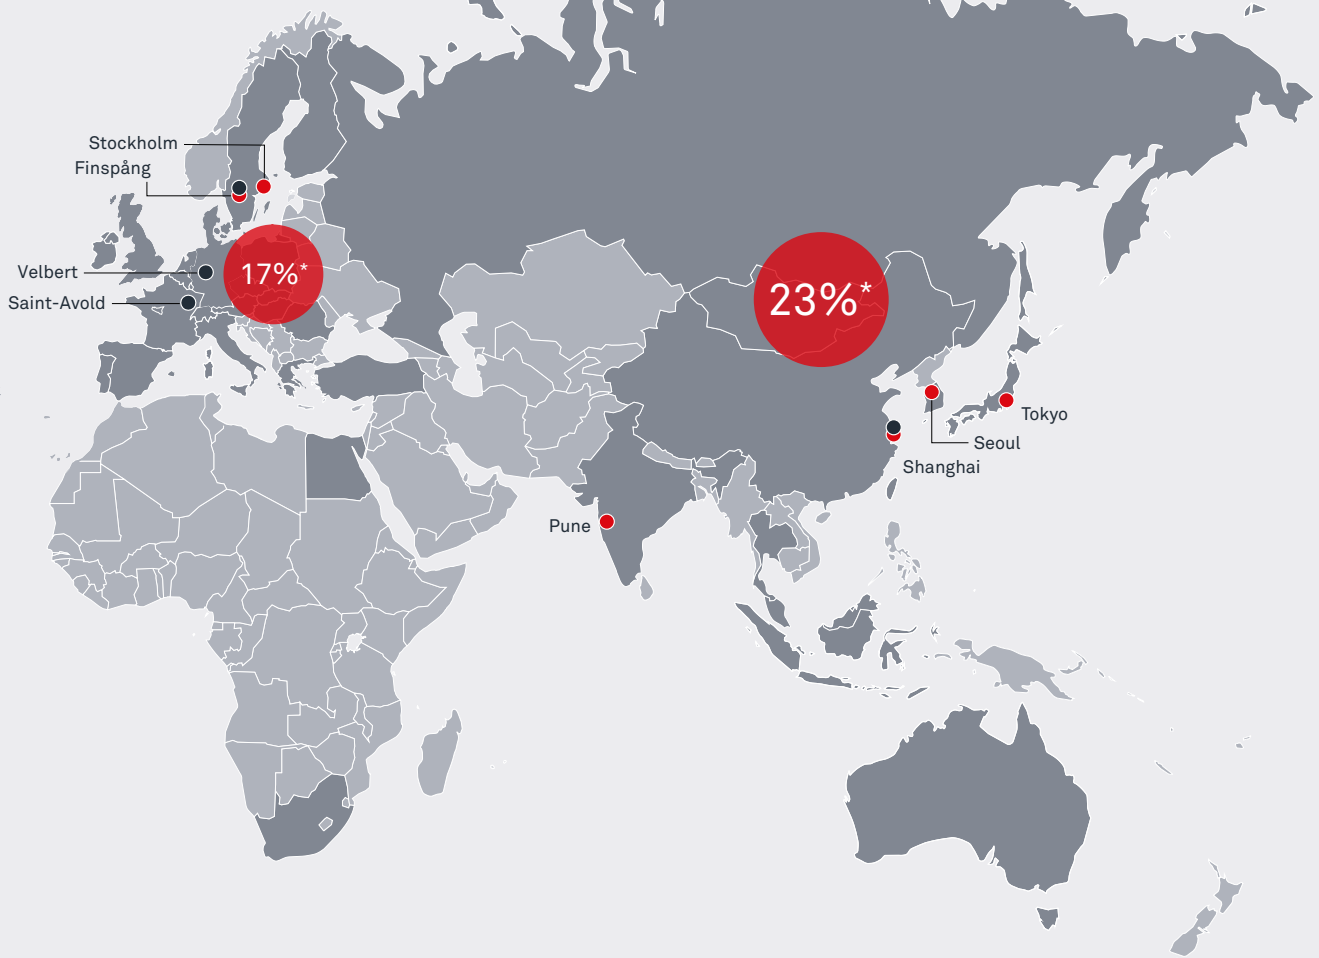 Stockholm
Finspång
Velbert
Saint-Avold
17%*
23%*
Tokyo
Seoul
Shanghai
Pune